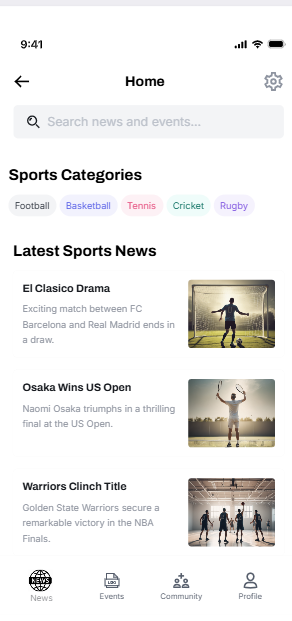 9:41
Home
Search news and events...
Sports Categories
Football Basketball Tennis Cricket Rugby
Latest Sports News
El Clasico Drama
Exciting match between FC
Barcelona and Real Madrid ends in
a draw.
Osaka Wins US Open
Naomi Osaka triumphs in a thrilling
final at the US Open.
Warriors Clinch Title
Golden State Warriors secure a
remarkable victory in the NBA
Finals.
NEWS
News Events Community Profile